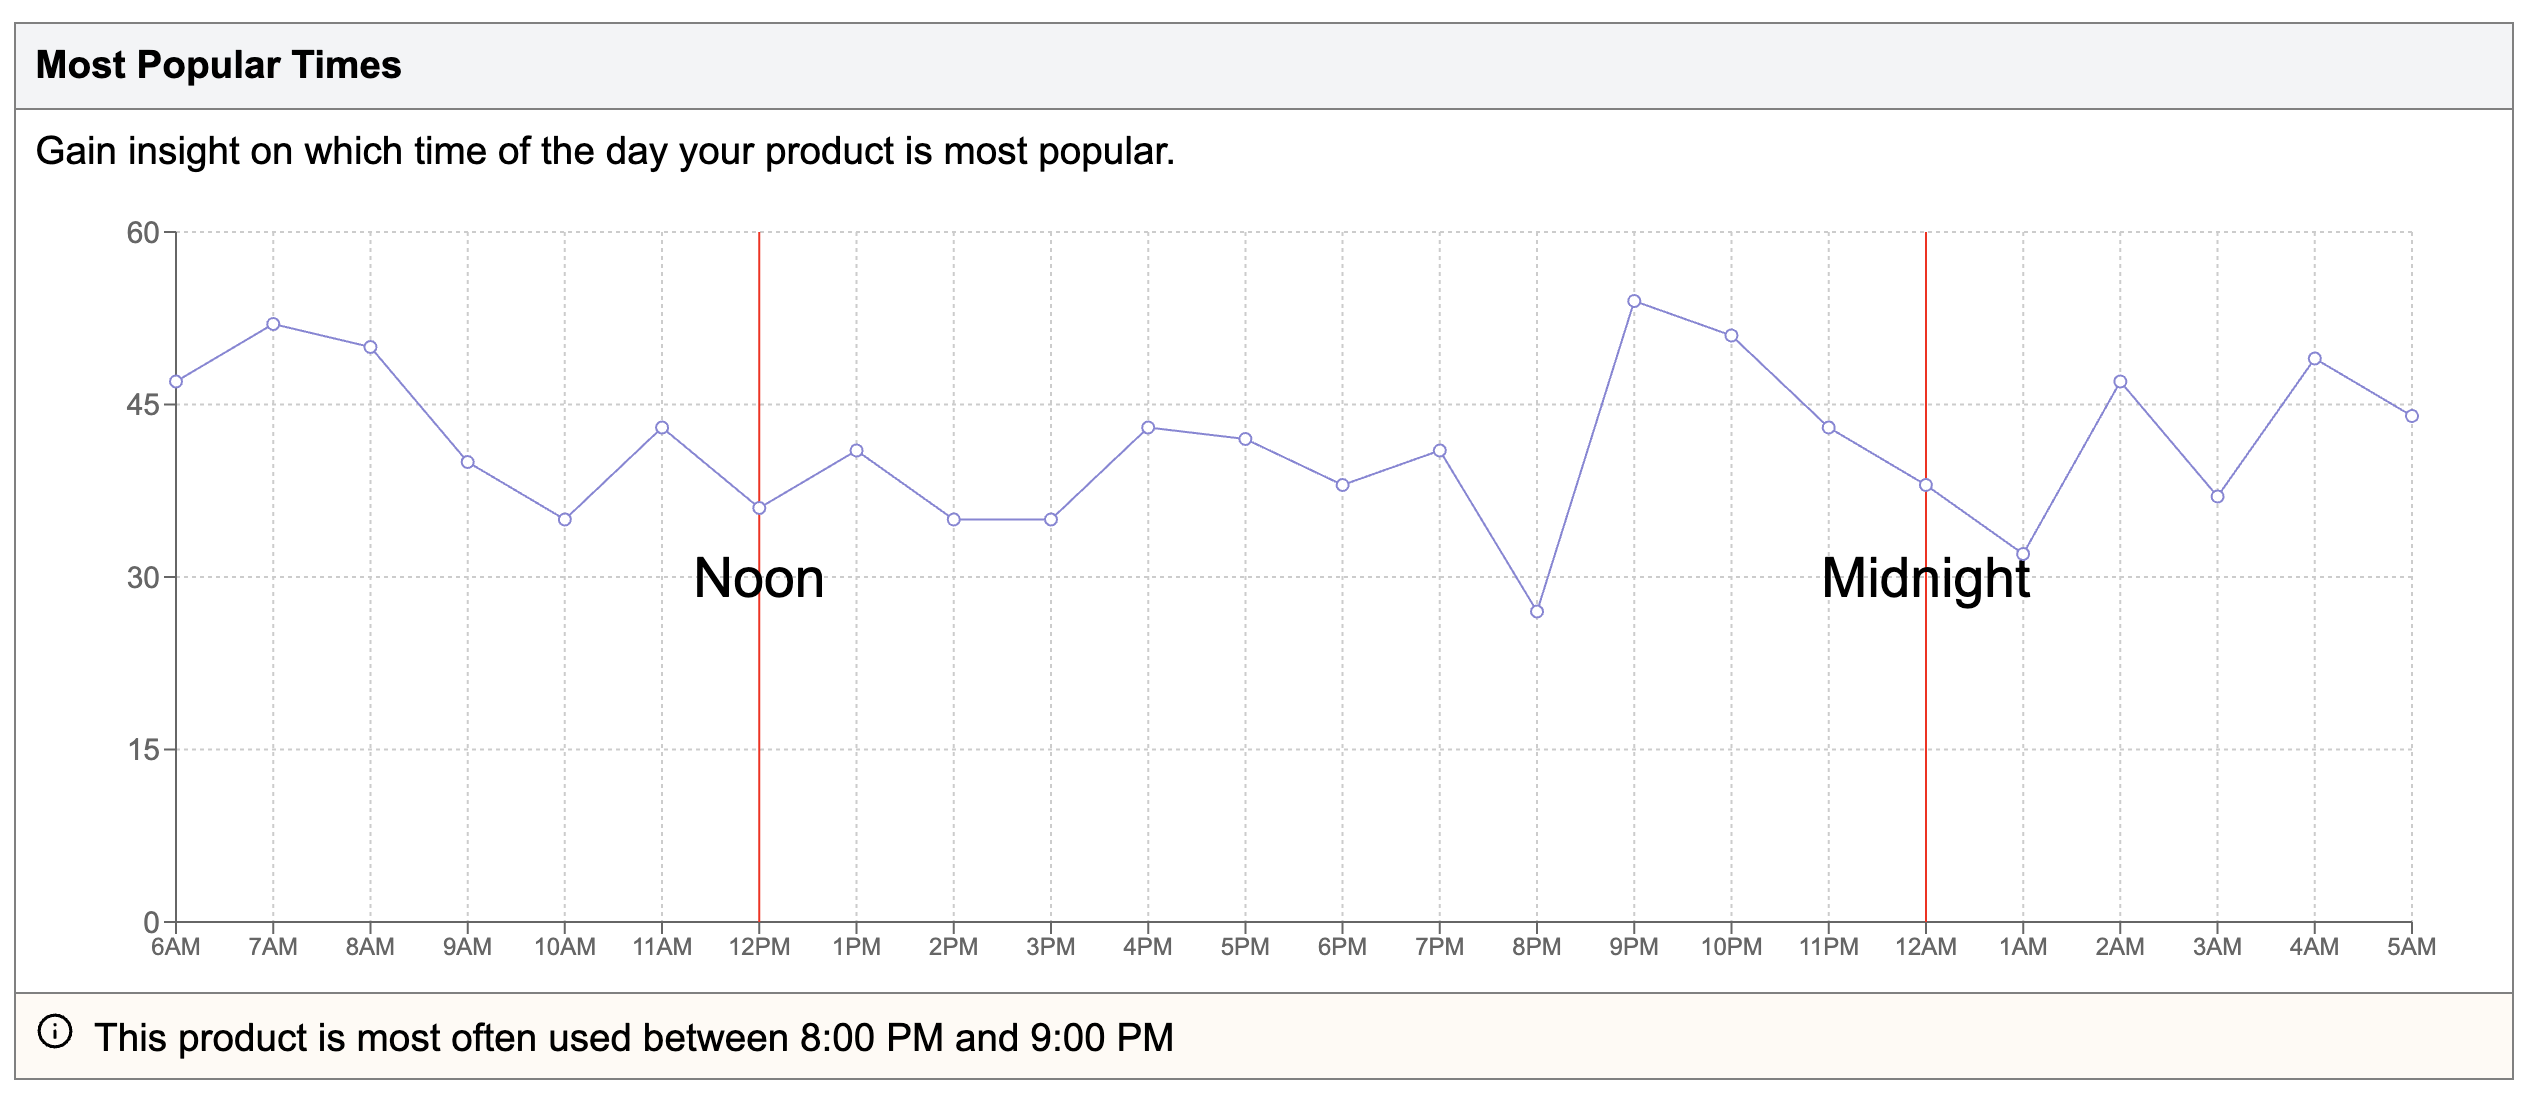 Most Popular Times
Gain insight on which time of the day your product is most popular.
60
45
30
15
0
Noon
Midnight
6AM 7AM 8AM 9AM 10AM 11AM 12PM 1PM 2PM 3PM 4PM 5PM 6PM 7PM 8PM 9PM 10PM 11PM 12AM 1AM 2AM 3AM 4AM 5AM
This product is most often used between 8:00 PM and 9:00 PM